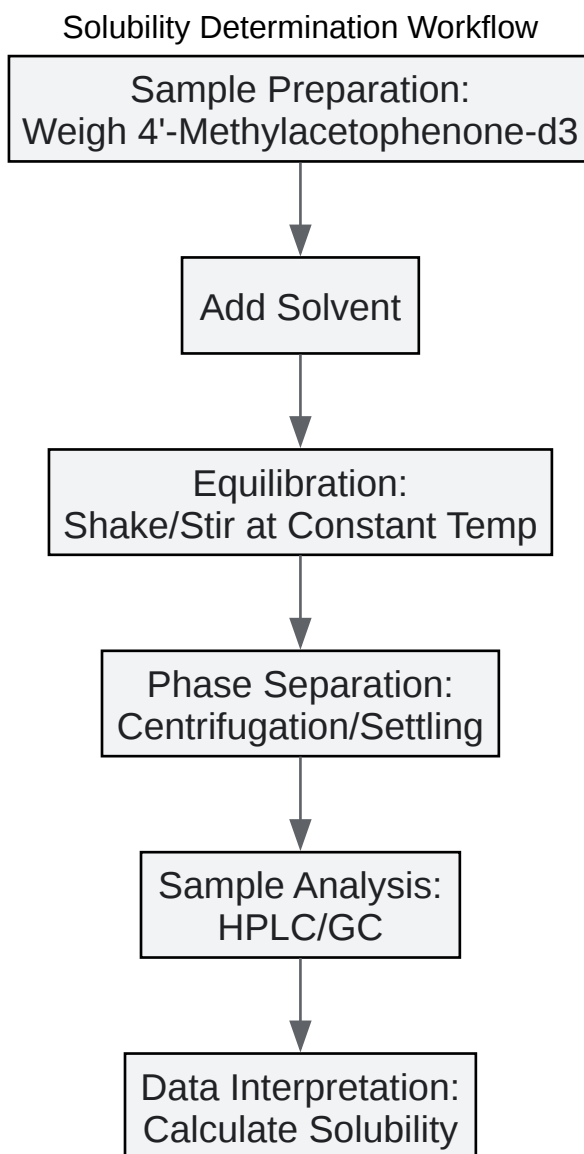 Solubility Determination Workflow
Sample Preparation:
Weigh 4'-Methylacetophenone-d3
Add Solvent
Equilibration:
Shake/Stir at Constant Temp
Phase Separation:
Centrifugation/Settling
Sample Analysis:
HPLC/GC
Data Interpretation:
Calculate Solubility